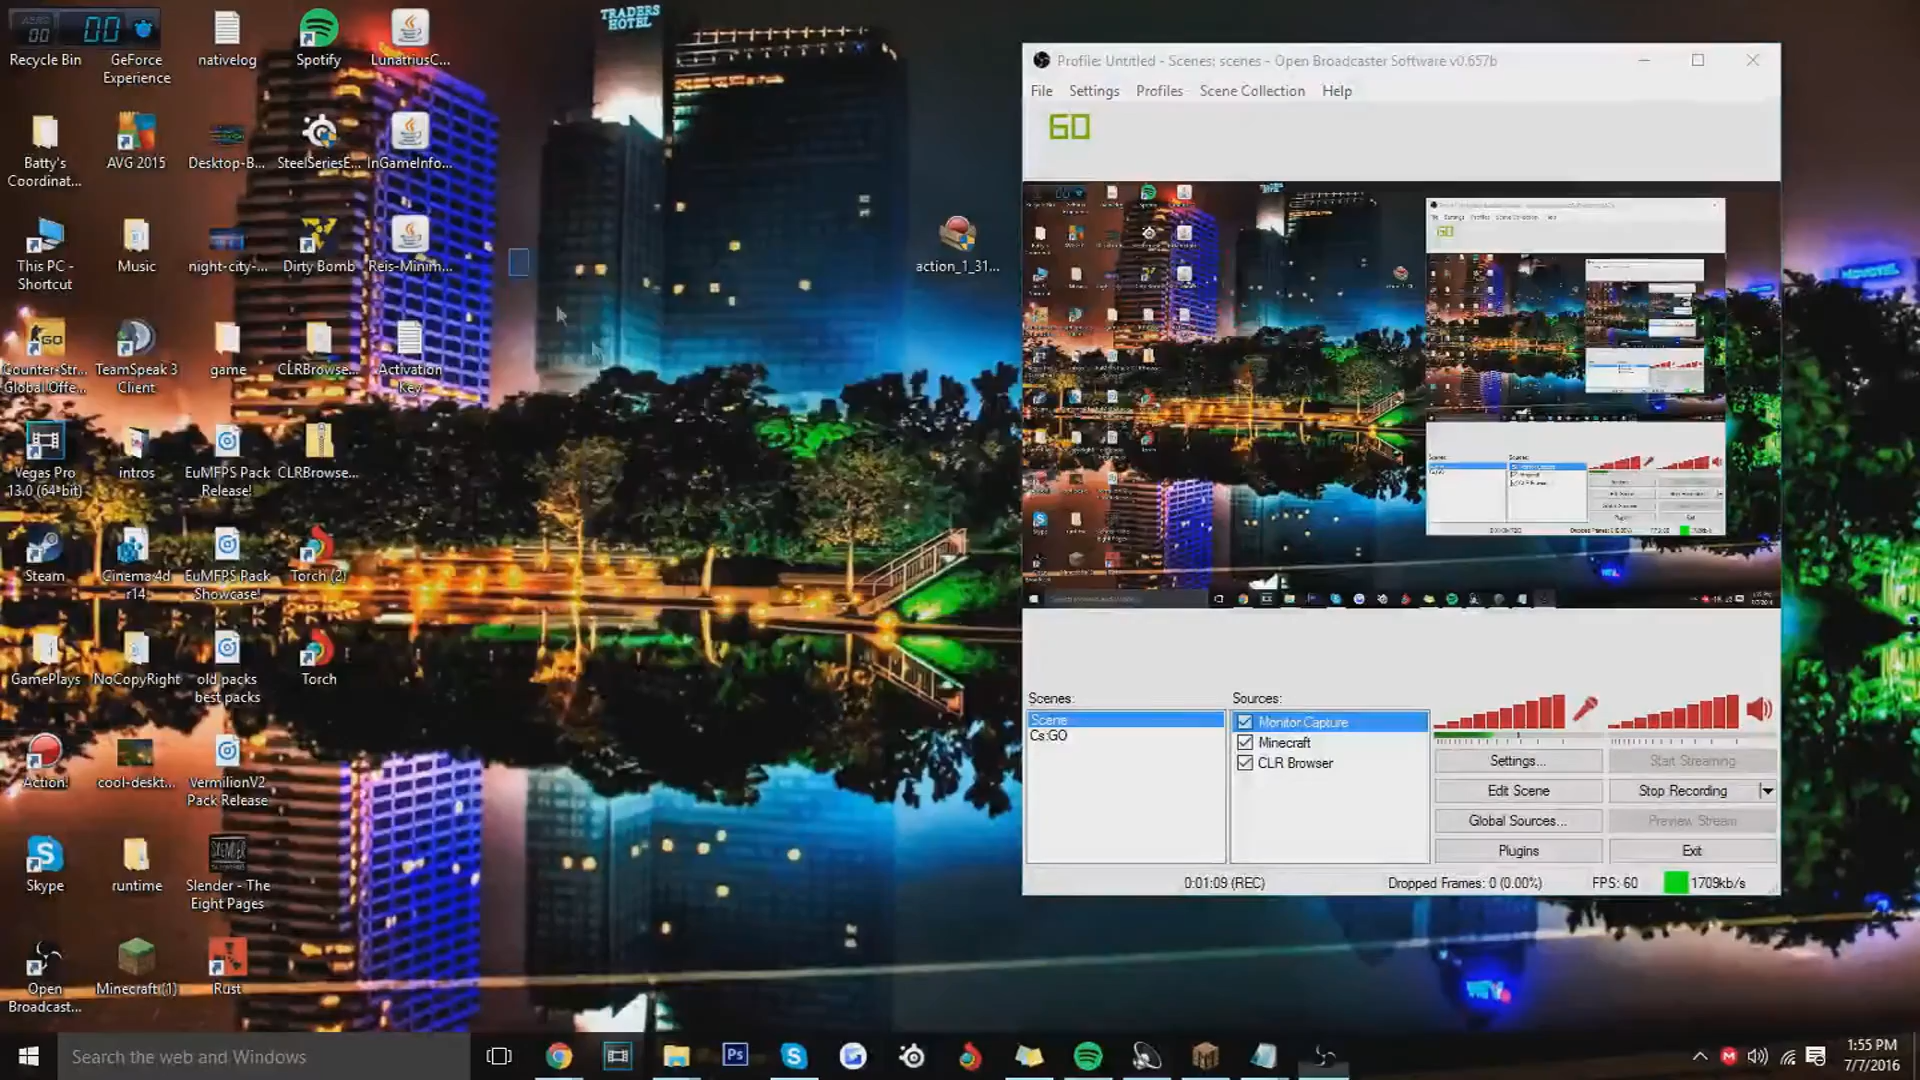 AERO
00
00
TRADERS
HOTEL
Recycle Bin
GeForce
Experience
nativelog
Spotify
LunatriusC...
Batty's
Coordinat...
AVG 2015
Desktop-B...
SteelSeriesE...
InGameInfo...
This PC -
Shortcut
Music
night-city-...
Dirty Bomb
Reis-Minim...
action_1_31...
GO
Counter-Str...
Global Offe...
TeamSpeak 3
Client
game
CLRBrowse...
Activation
Key
Vegas Pro
13.0 (64-bit)
intros
EuMFPS Pack
Release!
CLRBrowse...
Steam
Cinema 4d
r14
EuMFPS Pack
Showcase!
Torch (2)
GamePlays
NoCopyRight
old packs
best packs
Torch
Action!
cool-deskt...
VermilionV2
Pack Release
Skype
runtime
SLENDER
Slender - The
Eight Pages
Open
Broadcast...
Minecraft (1)
Rust
Profile: Untitled - Scenes: scenes - Open Broadcaster Software v0.657b
File
Settings
Profiles
Scene Collection
Help
60
Scenes:
Scene
Cs:GO
Sources:
Monitor Capture
Minecraft
CLR Browser
Settings...
Start Streaming
Edit Scene
Stop Recording
Global Sources...
Preview Stream
Plugins
Exit
0:01:09 (REC)
Dropped Frames: 0 (0.00%)
FPS: 60
1709kb/s
NOVOTEL
Search the web and Windows
Ps
1:55 PM
7/7/2016